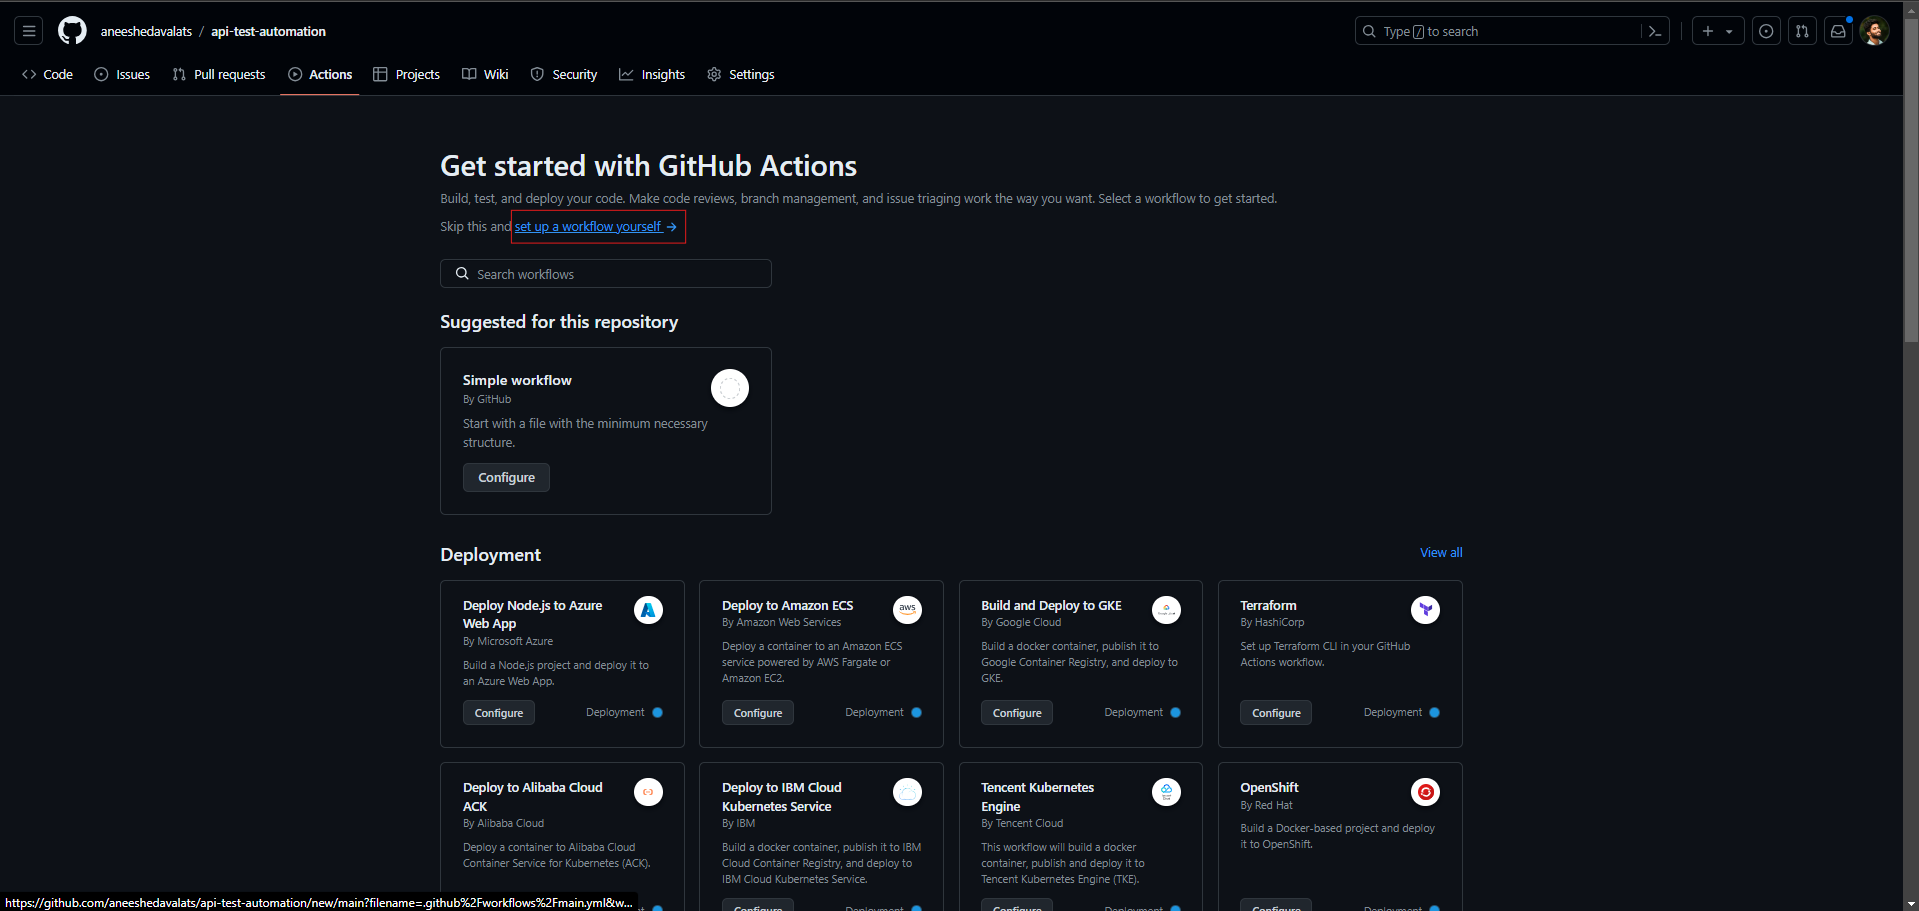 aneeshedavalats / api-test-automation
Type / to search
Code Issues Pull requests Actions Projects Wiki Security Insights Settings
Get started with GitHub Actions
Build, test, and deploy your code. Make code reviews, branch management, and issue triaging work the way you want. Select a workflow to get started.
Skip this and set up a workflow yourself →
Search workflows
Suggested for this repository
Simple workflow
By GitHub
Start with a file with the minimum necessary
structure.
Configure
Deployment
View all
Deploy Node.js to Azure
Web App
By Microsoft Azure
Build a Node.js project and deploy it to
an Azure Web App.
Configure
Deployment
Deploy to Amazon ECS
By Amazon Web Services
aws
Deploy a container to an Amazon ECS
service powered by AWS Fargate or
Amazon EC2.
Configure
Deployment
Build and Deploy to GKE
By Google Cloud
Build a docker container, publish it to
Google Container Registry, and deploy to
GKE.
Configure
Deployment
Terraform
By HashiCorp
Set up Terraform CLI in your GitHub
Actions workflow.
Configure
Deployment
Deploy to Alibaba Cloud
ACK
By Alibaba Cloud
Deploy a container to Alibaba Cloud
Container Service for Kubernetes (ACK).
Deploy to IBM Cloud
Kubernetes Service
By IBM
Build a docker container, publish it to IBM
Cloud Container Registry, and deploy to
IBM Cloud Kubernetes Service.
Configure
Deployment
Tencent Kubernetes
Engine
By Tencent Cloud
This workflow will build a docker
container, publish and deploy it to
Tencent Kubernetes Engine (TKE).
Configure
Deployment
OpenShift
By Red Hat
Build a Docker-based project and deploy
it to OpenShift.
Configure
Deployment
https://github.com/aneeshedavalats/api-test-automation/new/main?filename=.github%2Fworkflows%2Fmain.yml&w...